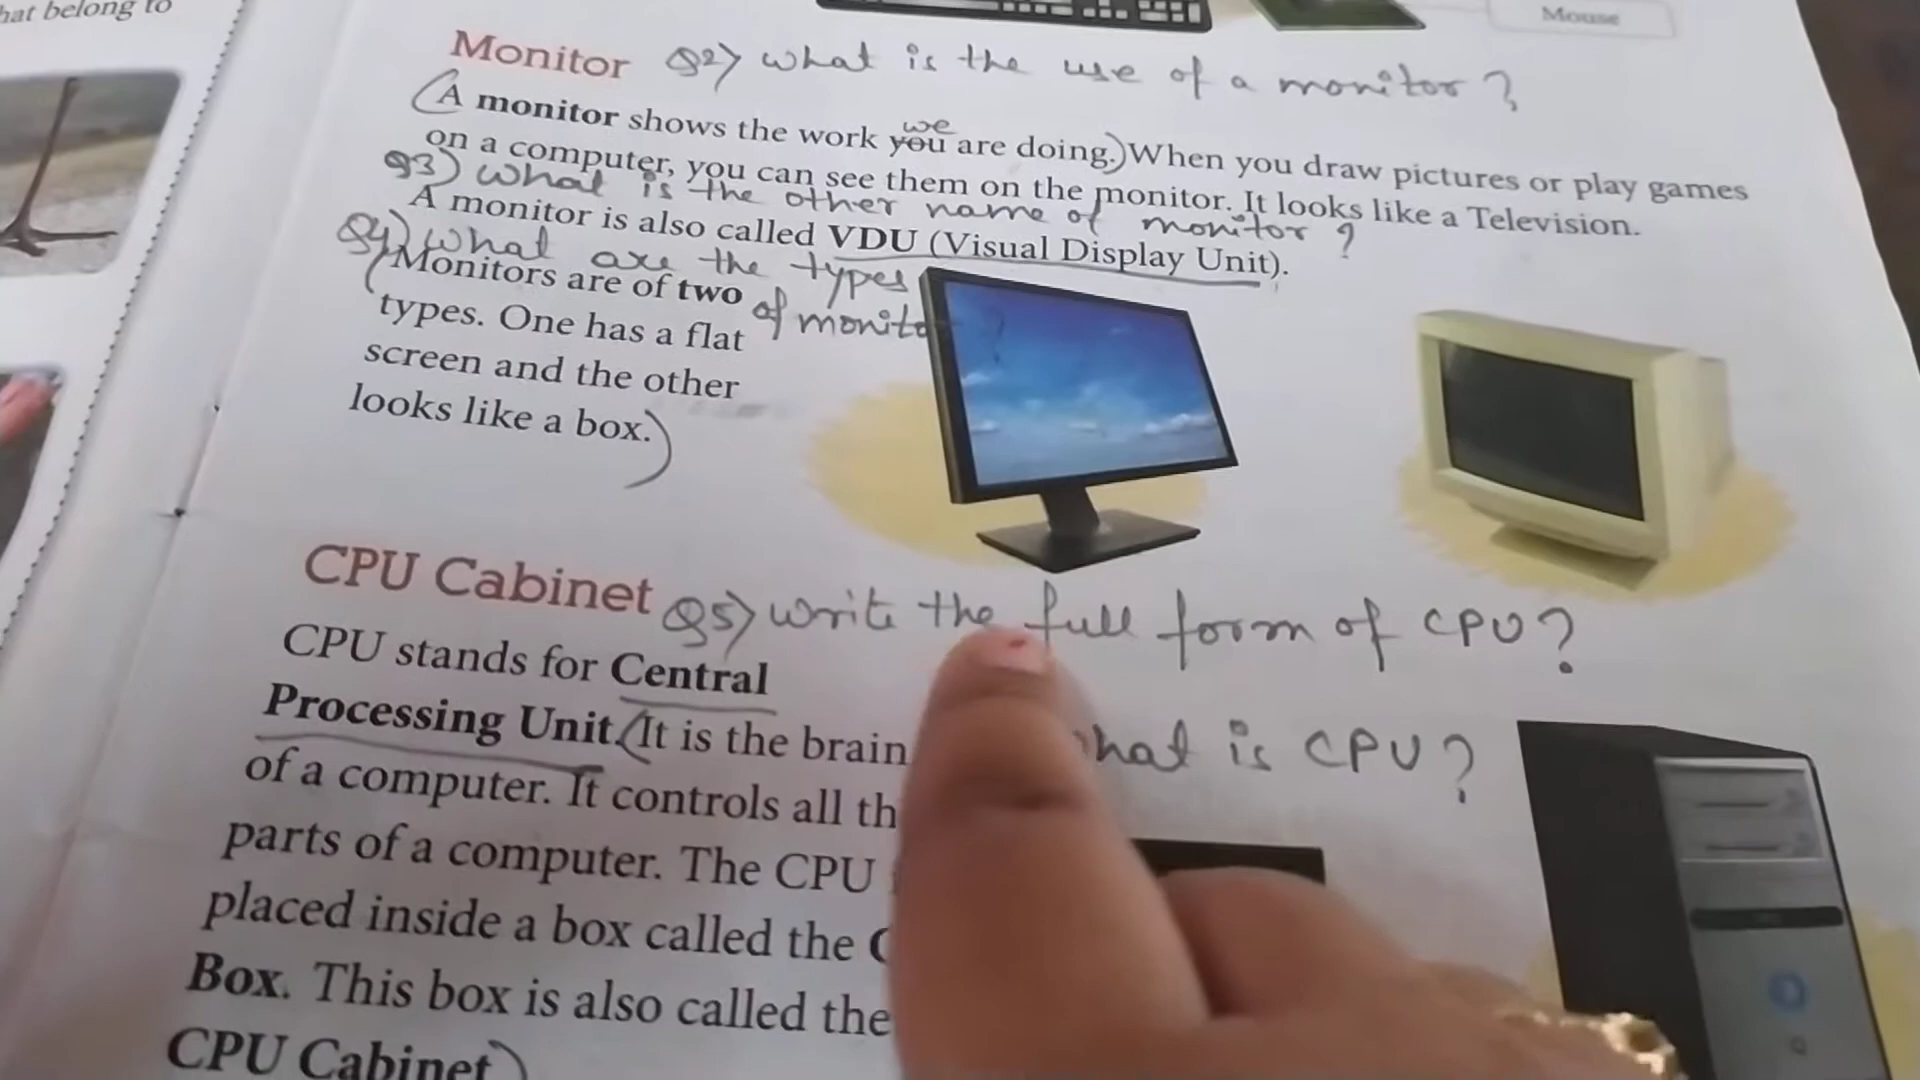 hat belong to
Mouse
Monitor Q2) What is the use of a monitor?
(A monitor shows the work you we are doing.) When you draw pictures or play games
on a computer, you can see them on the monitor. It looks like a Television.
Q3) What is the other name of monitor?
A monitor is also called VDU (Visual Display Unit).
Q4) What are the types
of monito
(Monitors are of two
types. One has a flat
screen and the other
looks like a box.)
CPU Cabinet Q5) Write the full form of CPU?
CPU stands for Central
Processing Unit. (It is the brain
hat is CPU?
of a computer. It controls all th
parts of a computer. The CPU
placed inside a box called the
Box. This box is also called the
CPU Cabinet)